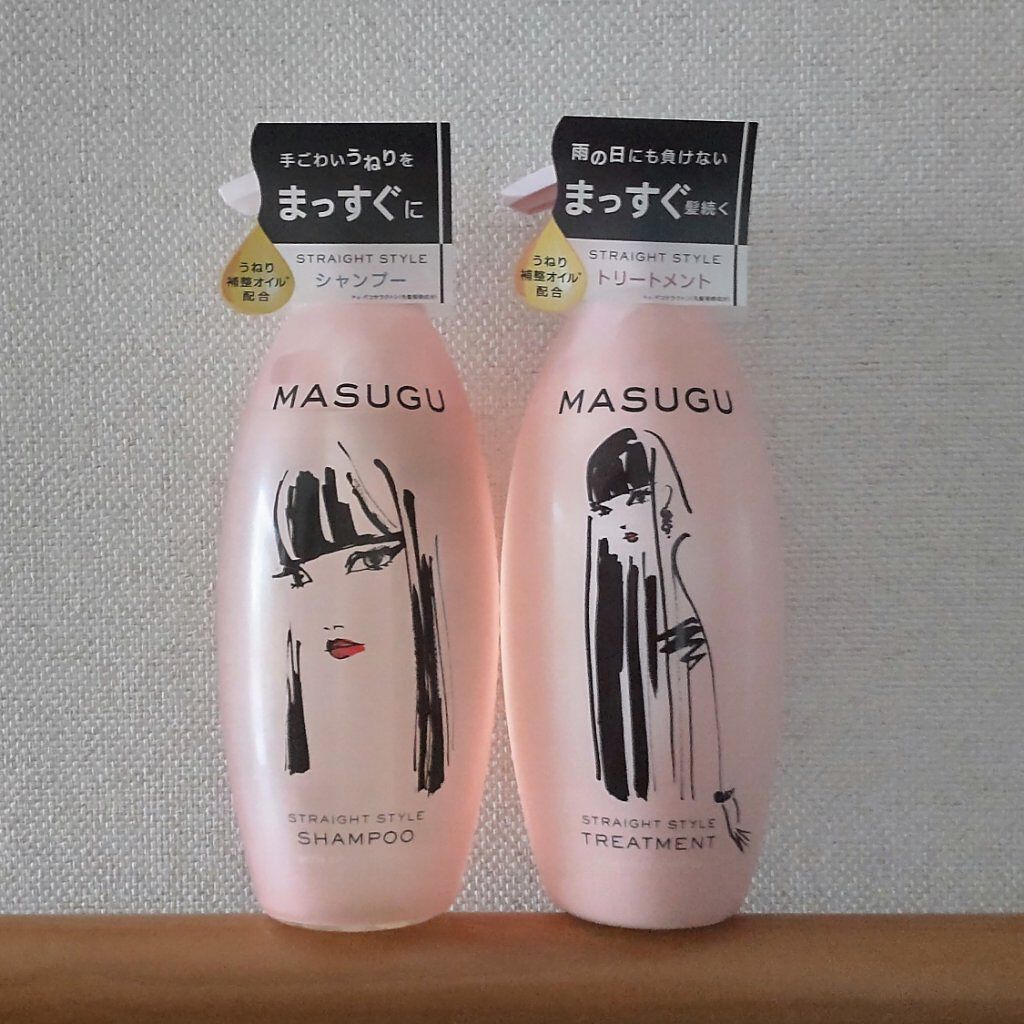 手ごわいうねりを
まっすぐに
STRAIGHT STYLE
シャンプー
うねり
補整オイル*
配合
MASUGU
STRAIGHT STYLE
SHAMPOO
雨の日にも負けない
まっすぐ髪続く
STRAIGHT STYLE
トリートメント
うねり
補整オイル*
配合
MASUGU
STRAIGHT STYLE
TREATMENT